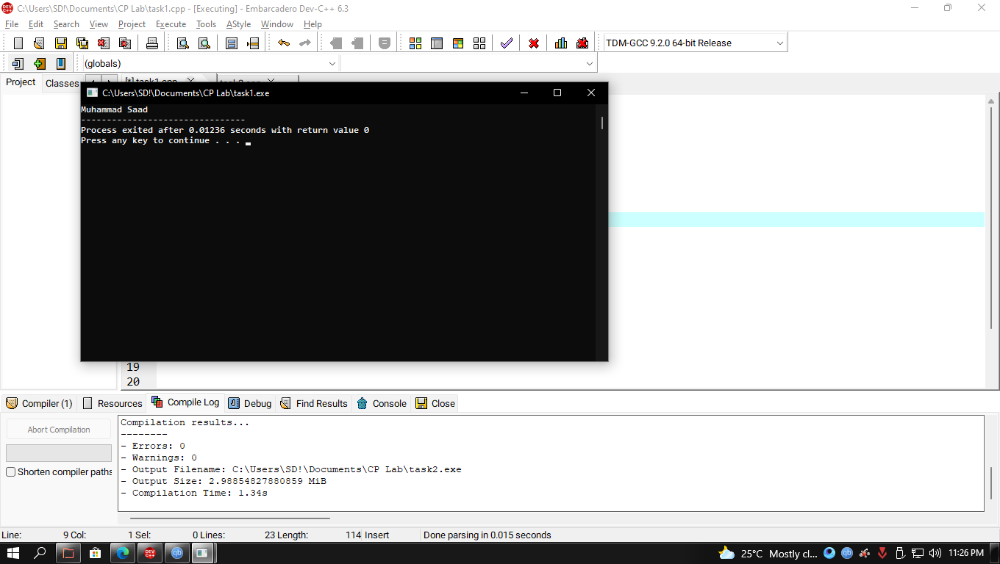 C:\Users\SD!\Documents\CP Lab\task1.cpp - [Executing] - Embarcadero Dev-C++ 6.3
File Edit Search View Project Execute Tools AStyle Window Help
TDM-GCC 9.2.0 64-bit Release
(globals)
Project Classes [*] task1.cpp
C:\Users\SD!\Documents\CP Lab\task1.exe
Muhammad Saad
--------------------------------
Process exited after 0.01236 seconds with return value 0
Press any key to continue . . .
19
20
Compiler (1) Resources Compile Log Debug Find Results Console Close
Abort Compilation
Shorten compiler paths
Compilation results...
--------
- Errors: 0
- Warnings: 0
- Output Filename: C:\Users\SD!\Documents\CP Lab\task2.exe
- Output Size: 2.98854827880859 MiB
- Compilation Time: 1.34s
Line: 9 Col: 1 Sel: 0 Lines: 23 Length: 114 Insert Done parsing in 0.015 seconds
25°C Mostly cl... 11:26 PM